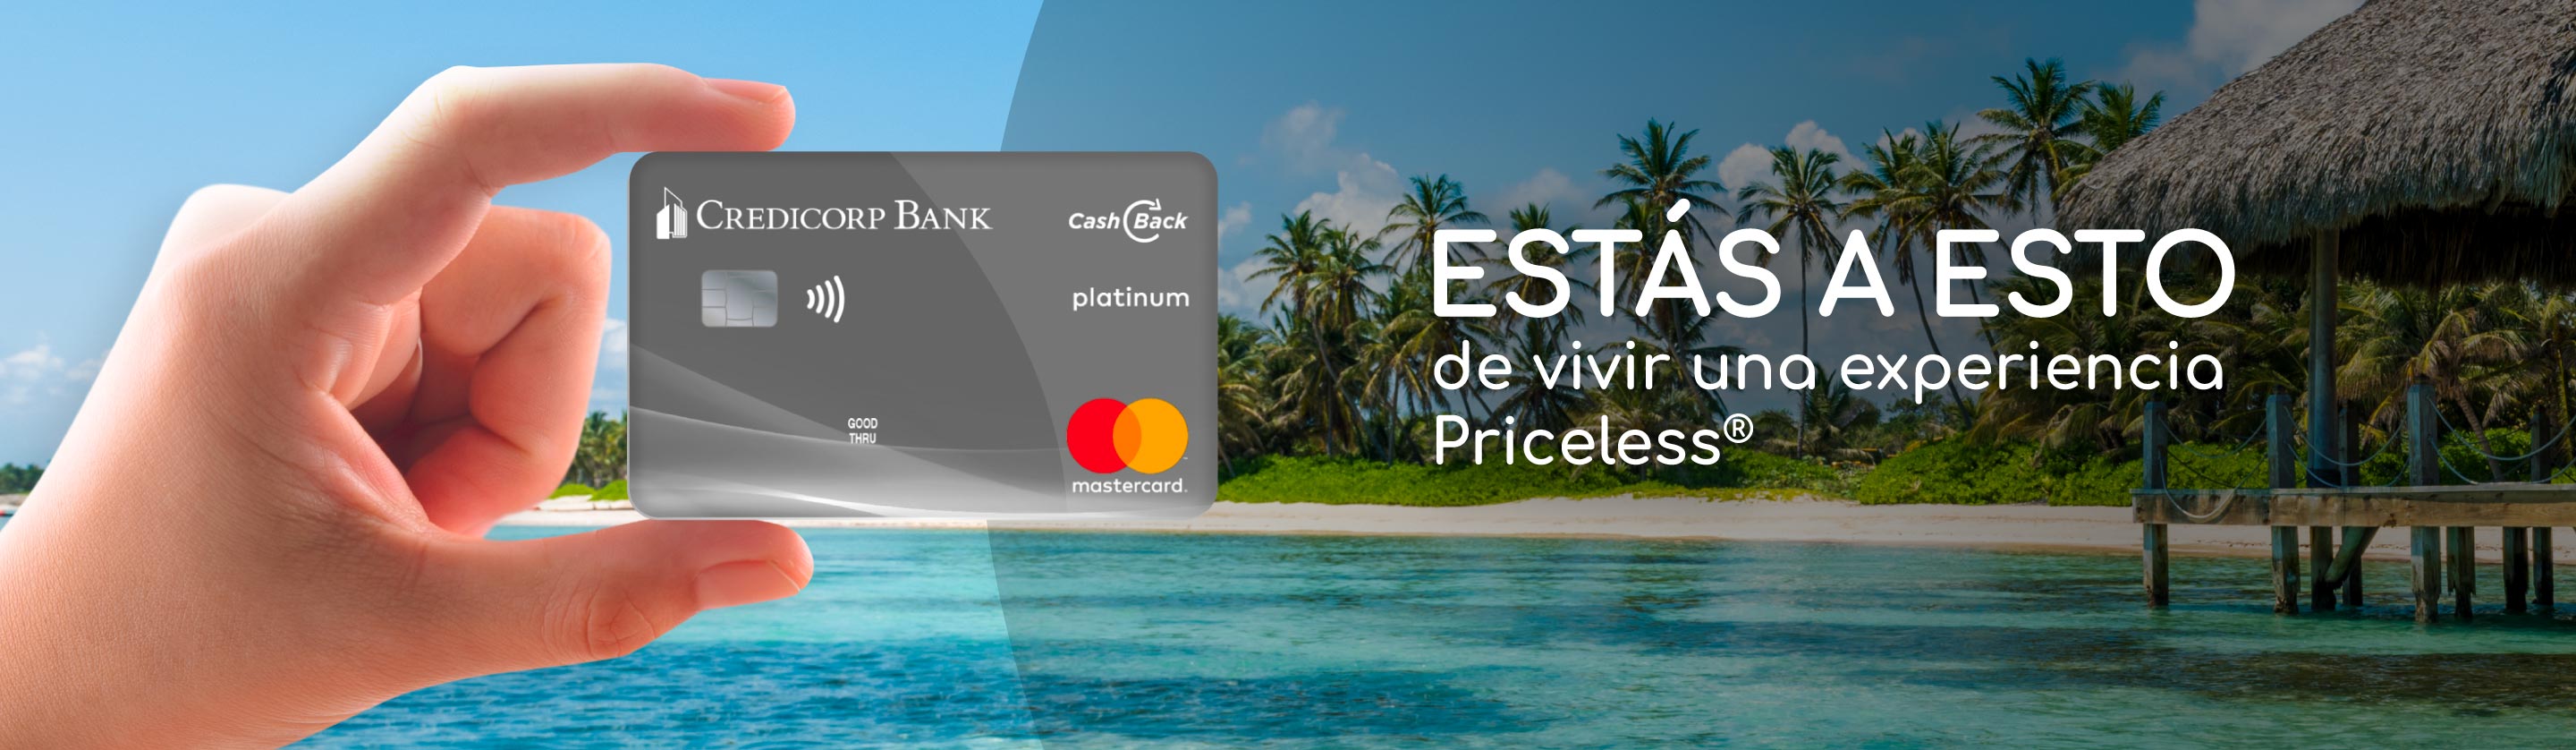 CREDICORP BANK
Cash Back
platinum
GOOD
THRU
mastercard.
ESTÁS A ESTO
de vivir una experiencia
Priceless®